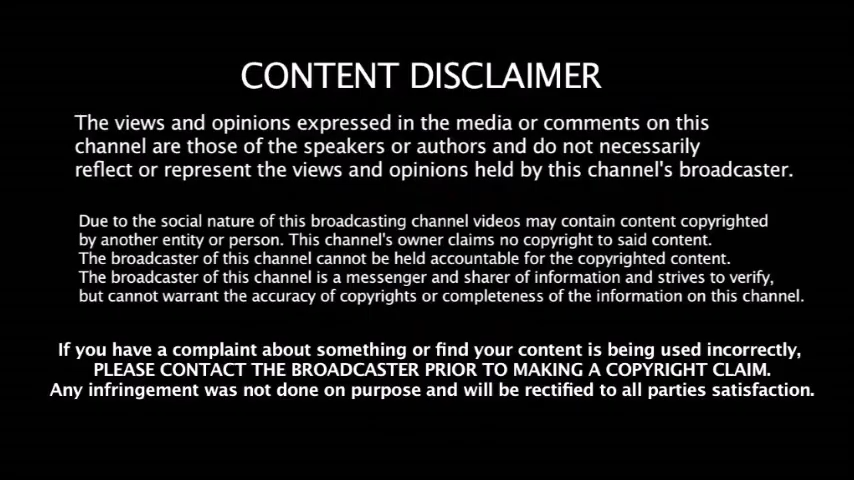 CONTENT DISCLAIMER
The views and opinions expressed in the media or comments on this
channel are those of the speakers or authors and do not necessarily
reflect or represent the views and opinions held by this channel's broadcaster.
Due to the social nature of this broadcasting channel videos may contain content copyrighted
by another entity or person. This channel's owner claims no copyright to said content.
The broadcaster of this channel cannot be held accountable for the copyrighted content.
The broadcaster of this channel is a messenger and sharer of information and strives to verify,
but cannot warrant the accuracy of copyrights or completeness of the information on this channel.
If you have a complaint about something or find your content is being used incorrectly,
PLEASE CONTACT THE BROADCASTER PRIOR TO MAKING A COPYRIGHT CLAIM.
Any infringement was not done on purpose and will be rectified to all parties satisfaction.